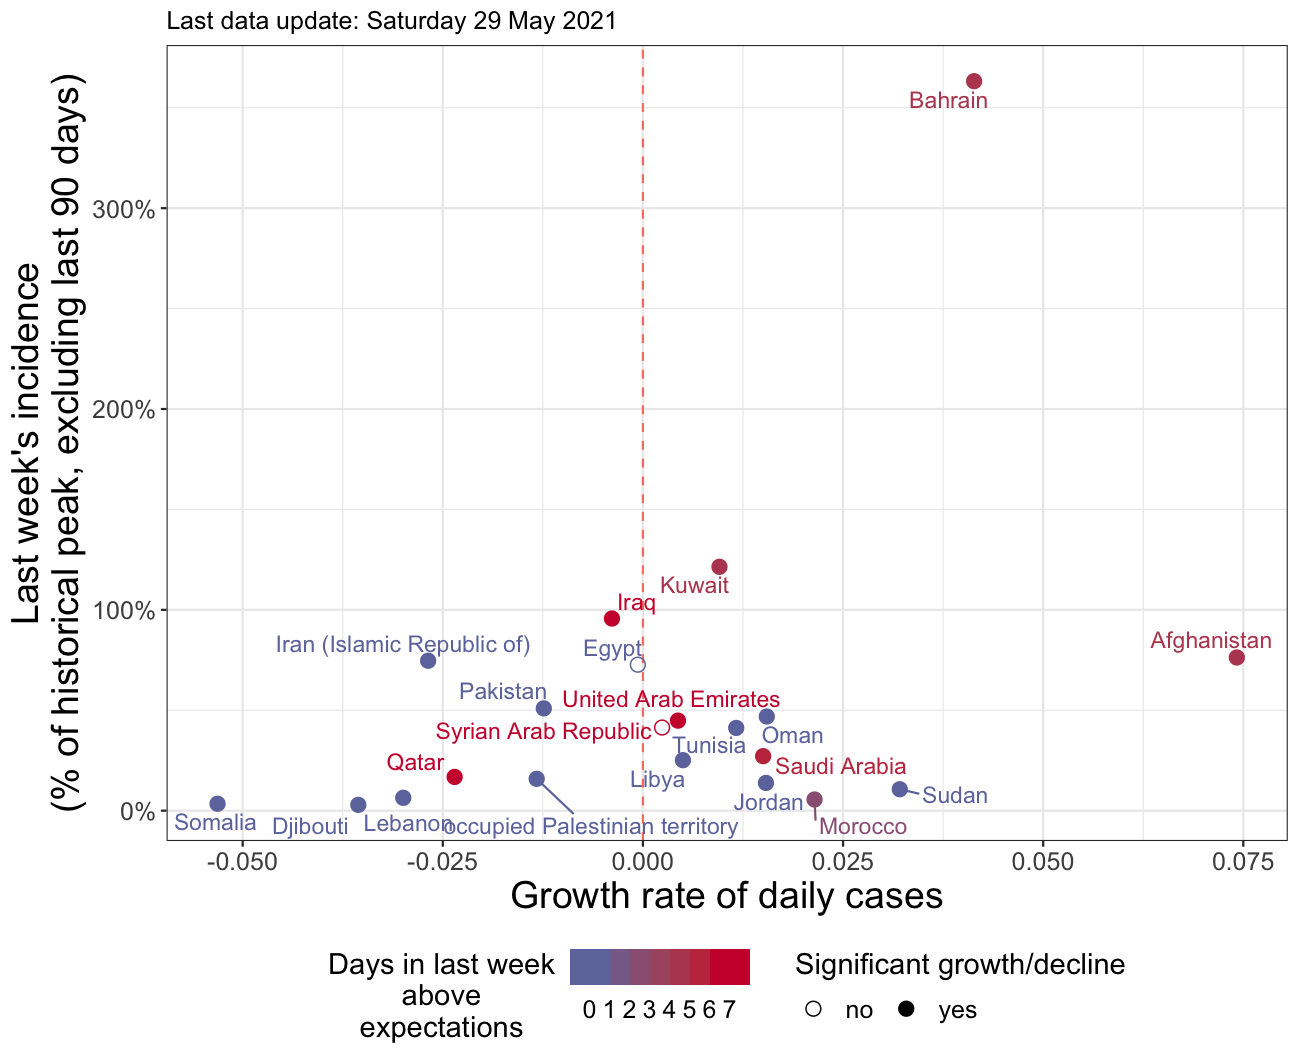 Last data update: Saturday 29 May 2021
Last week's incidence
(% of historical peak, excluding last 90 days)
300%
200%
100%
0%
Bahrain
Kuwait
Iraq
Iran (Islamic Republic of)
Egypt
Afghanistan
Pakistan
United Arab Emirates
Syrian Arab Republic
Oman
Tunisia
Qatar
Saudi Arabia
Libya
Jordan
Sudan
Somalia
Djibouti
Lebanon
occupied Palestinian territory
Morocco
-0.050
-0.025
0.000
0.025
0.050
0.075
Growth rate of daily cases
Days in last week
above
expectations
0 1 2 3 4 5 6 7
Significant growth/decline
no
yes